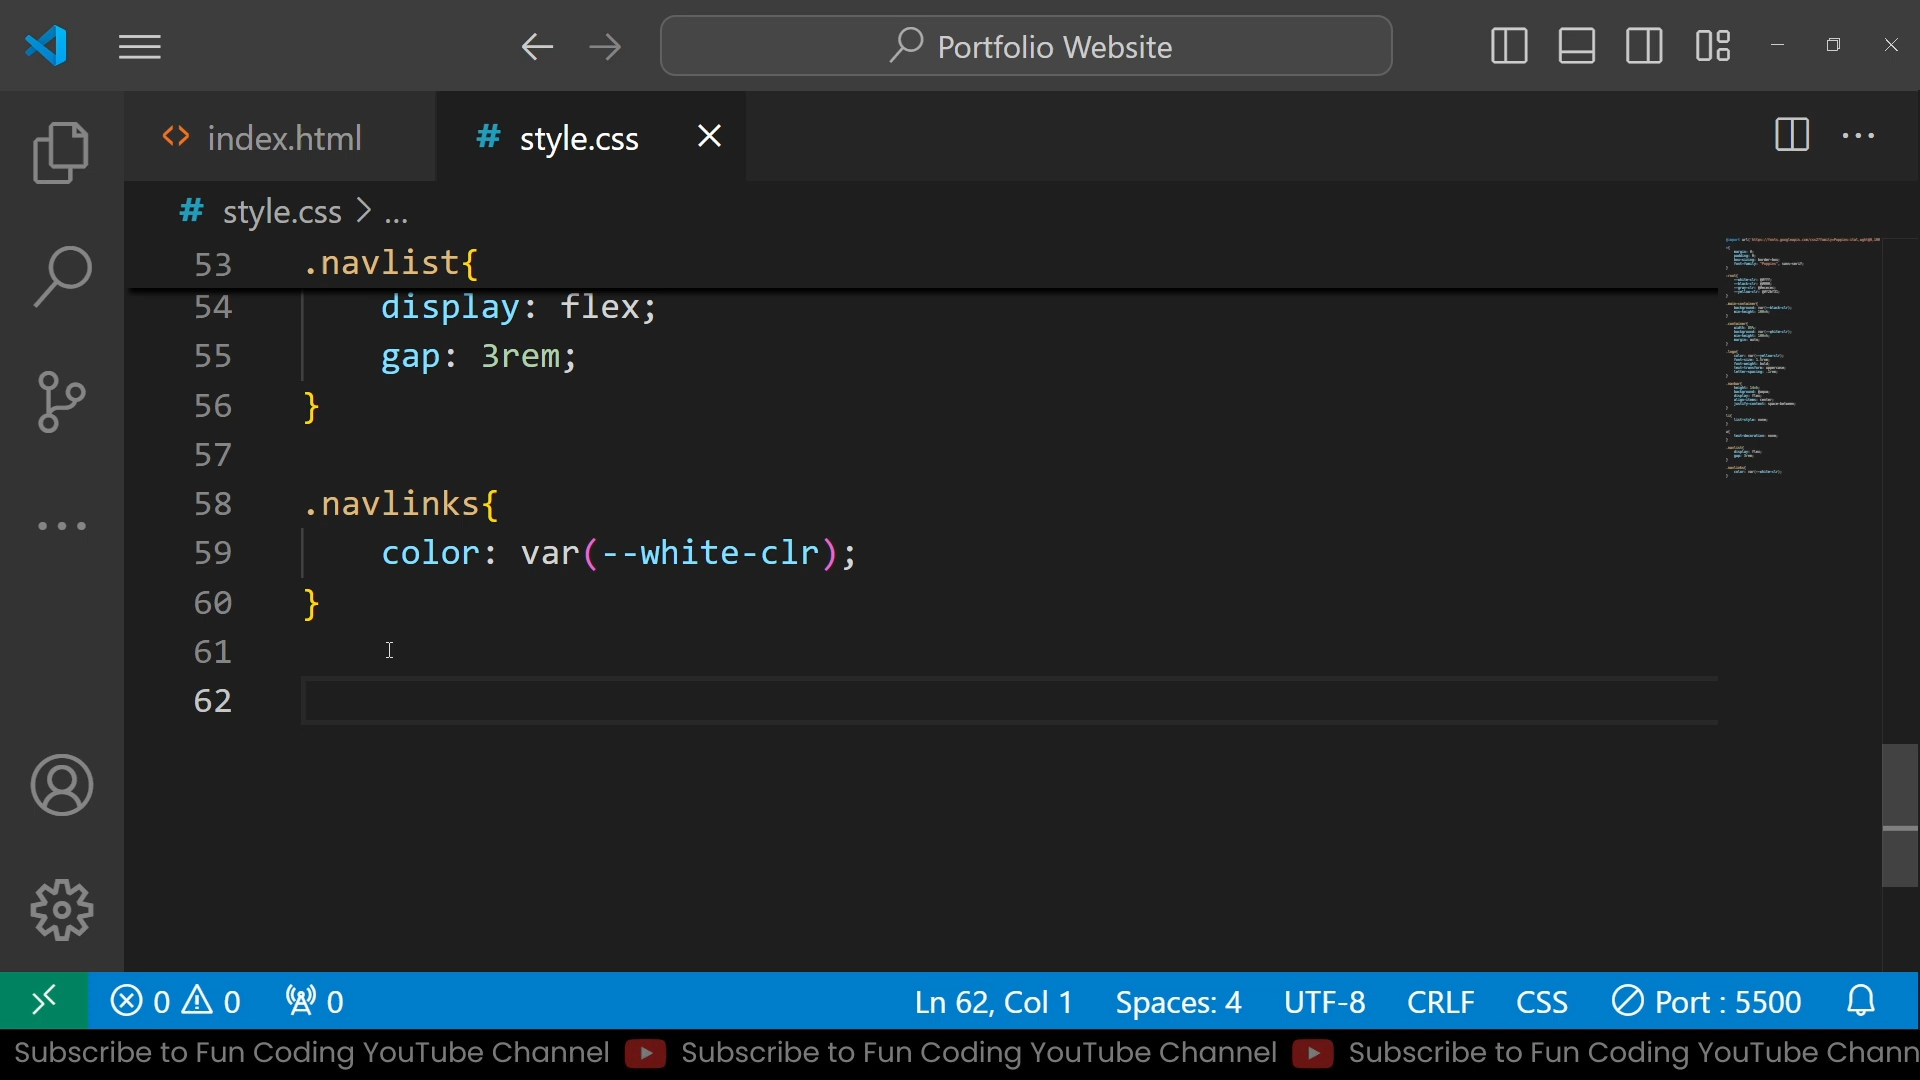 Portfolio Website
index.html
# style.css
# style.css > ...
53 .navlist{
54 display: flex;
55 gap: 3rem;
56 }
57
58 .navlinks{
59 color: var(--white-clr);
60 }
61
62
0 0 0 Ln 62, Col 1 Spaces: 4 UTF-8 CRLF CSS Port : 5500
Subscribe to Fun Coding YouTube Channel Subscribe to Fun Coding YouTube Channel Subscribe to Fun Coding YouTube Chann